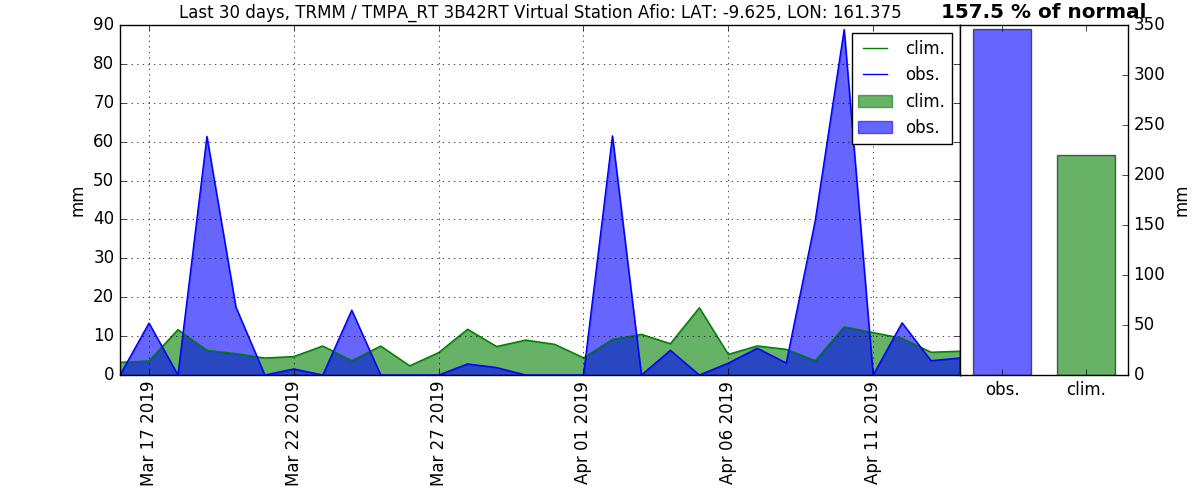 Last 30 days, TRMM / TMPA_RT 3B42RT Virtual Station Afio: LAT: -9.625, LON: 161.375
157.5 % of normal
90
80
70
60
50
40
30
20
10
0
mm
clim.
obs.
clim.
obs.
350
300
250
200
150
100
50
0
mm
Mar 17 2019
Mar 22 2019
Mar 27 2019
Apr 01 2019
Apr 06 2019
Apr 11 2019
obs.
clim.